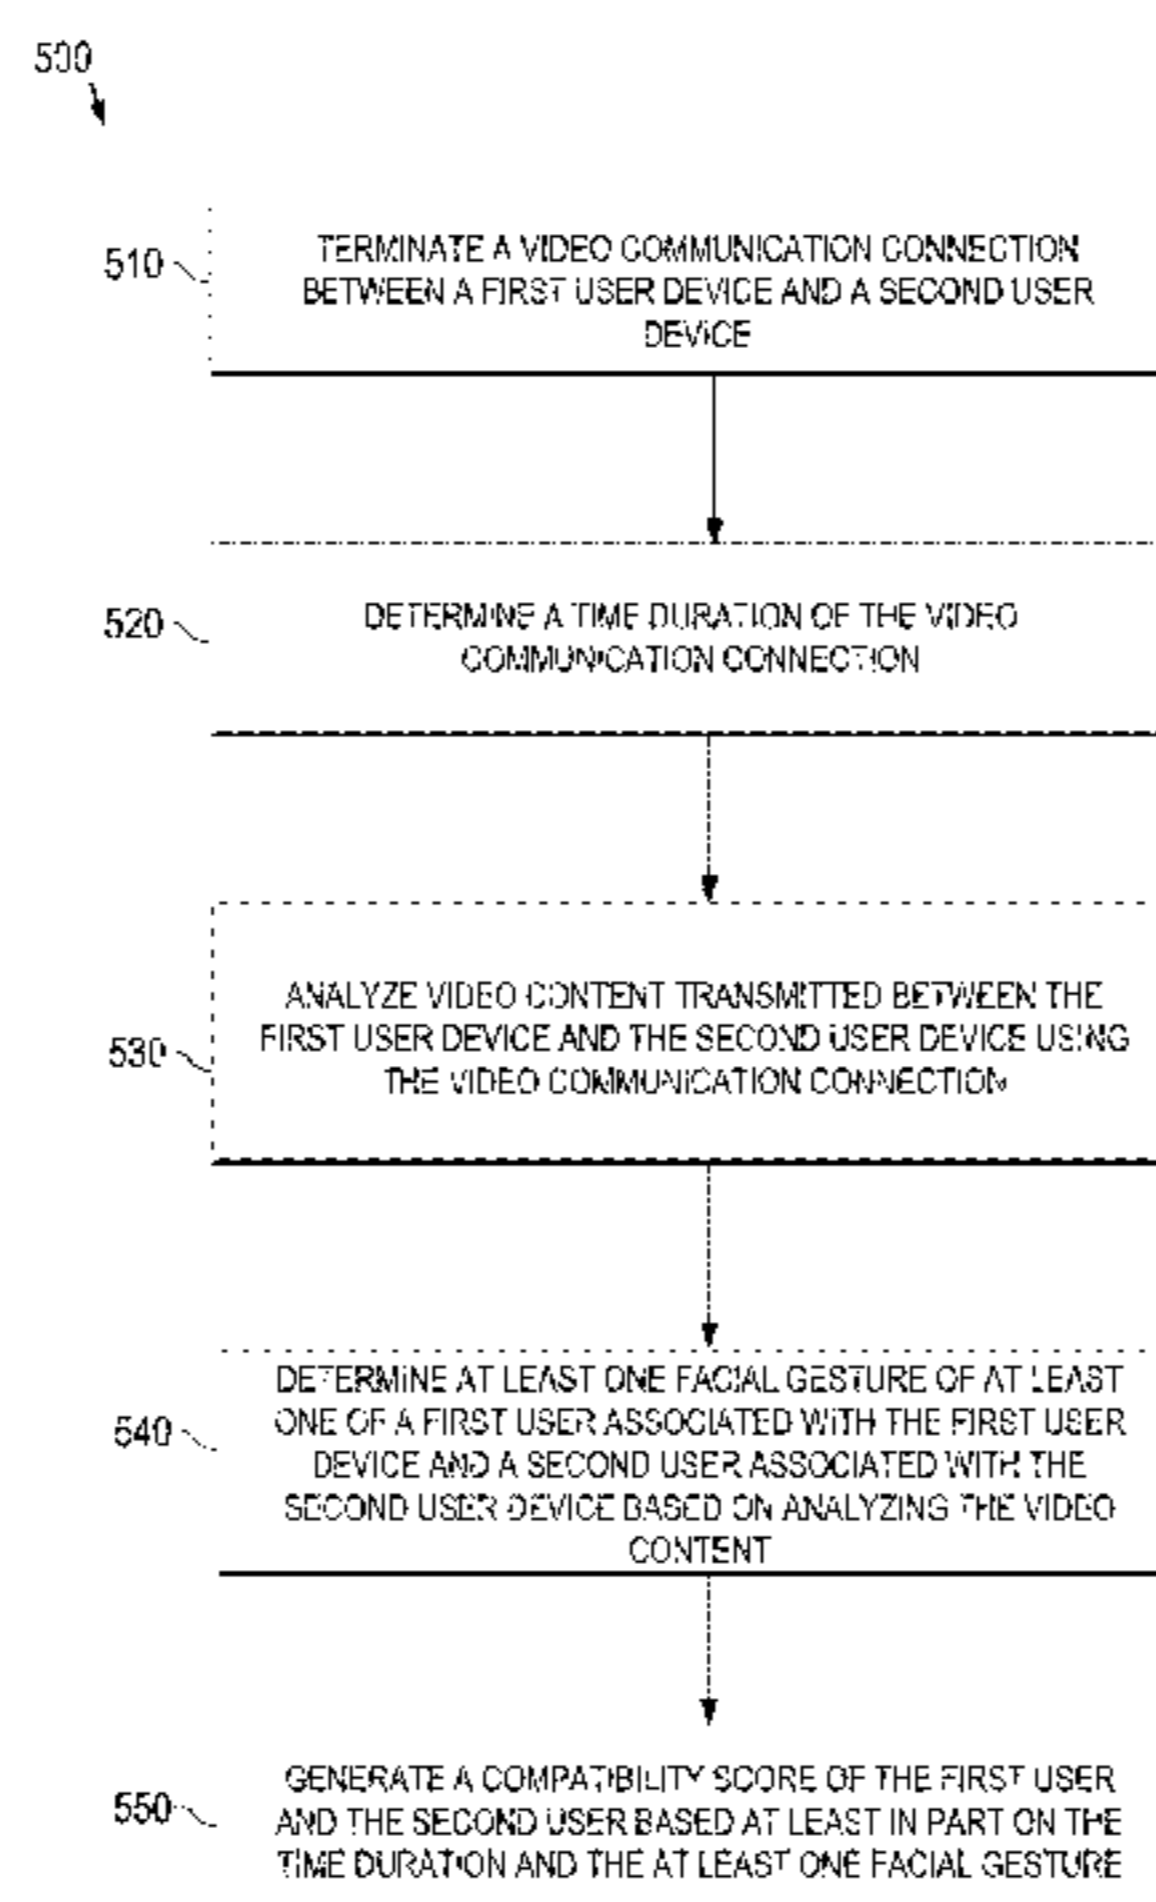 500
510
TERMINATE A VIDEO COMMUNICATION CONNECTION
BETWEEN A FIRST USER DEVICE AND A SECOND USER
DEVICE
520
DETERMINE A TIME DURATION OF THE VIDEO
COMMUNICATION CONNECTION
530
ANALYZE VIDEO CONTENT TRANSMITTED BETWEEN THE
FIRST USER DEVICE AND THE SECOND USER DEVICE USING
THE VIDEO COMMUNICATION CONNECTION
540
DETERMINE AT LEAST ONE FACIAL GESTURE OF AT LEAST
ONE OF A FIRST USER ASSOCIATED WITH THE FIRST USER
DEVICE AND A SECOND USER ASSOCIATED WITH THE
SECOND USER DEVICE BASED ON ANALYZING THE VIDEO
CONTENT
550
GENERATE A COMPATIBILITY SCORE OF THE FIRST USER
AND THE SECOND USER BASED AT LEAST IN PART ON THE
TIME DURATION AND THE AT LEAST ONE FACIAL GESTURE